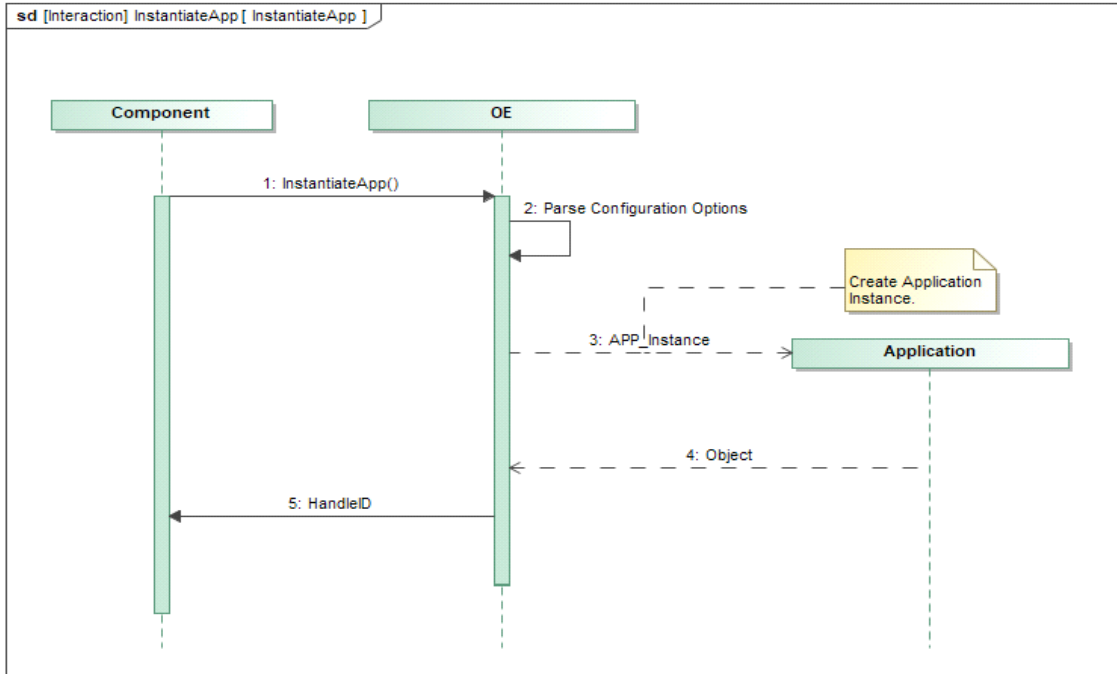 sd [Interaction] InstantiateApp [ InstantiateApp ]
Component
OE
1: InstantiateApp()
2: Parse Configuration Options
Create Application
Instance.
3: APP_Instance
Application
4: Object
5: HandleID